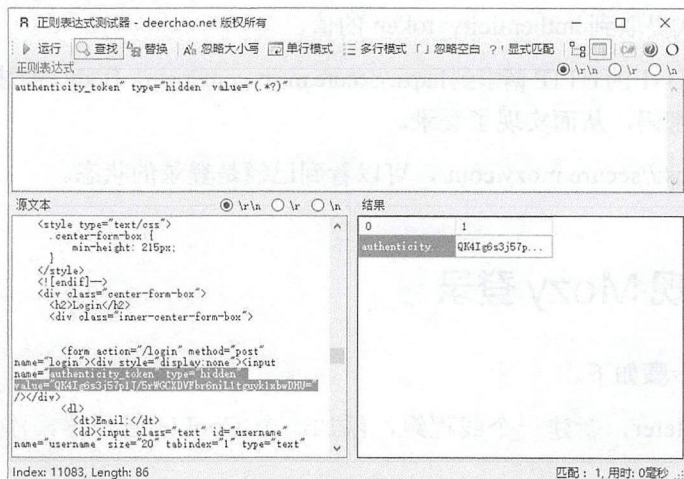 R 正则表达式测试器 - deerchao.net 版权所有
运行 查找 替换 忽略大小写 单行模式 多行模式 忽略空白 显式匹配 C#
正则表达式 \r\n \r \n
authenticity_token" type="hidden" value="(.*?)"
源文本 \r\n \r \n
<style type="text/css">
.center-form-box {
min-height: 215px;
}
</style>
<![endif]-->
<div class="center-form-box">
<h2>Login</h2>
<div class="inner-center-form-box">
<form action="/login" method="post"
name="login"><div style="display:none"><input
name="authenticity_token" type="hidden"
/></div>
<dl>
<dt>Email:</dt>
<dd><input class="text" id="username"
name="username" size="20" tabindex="1" type="text"
结果
0 1
authenticity... QK4Ig6s3j57p...
Index: 11083, Length: 86
匹配: 1, 用时: 0毫秒